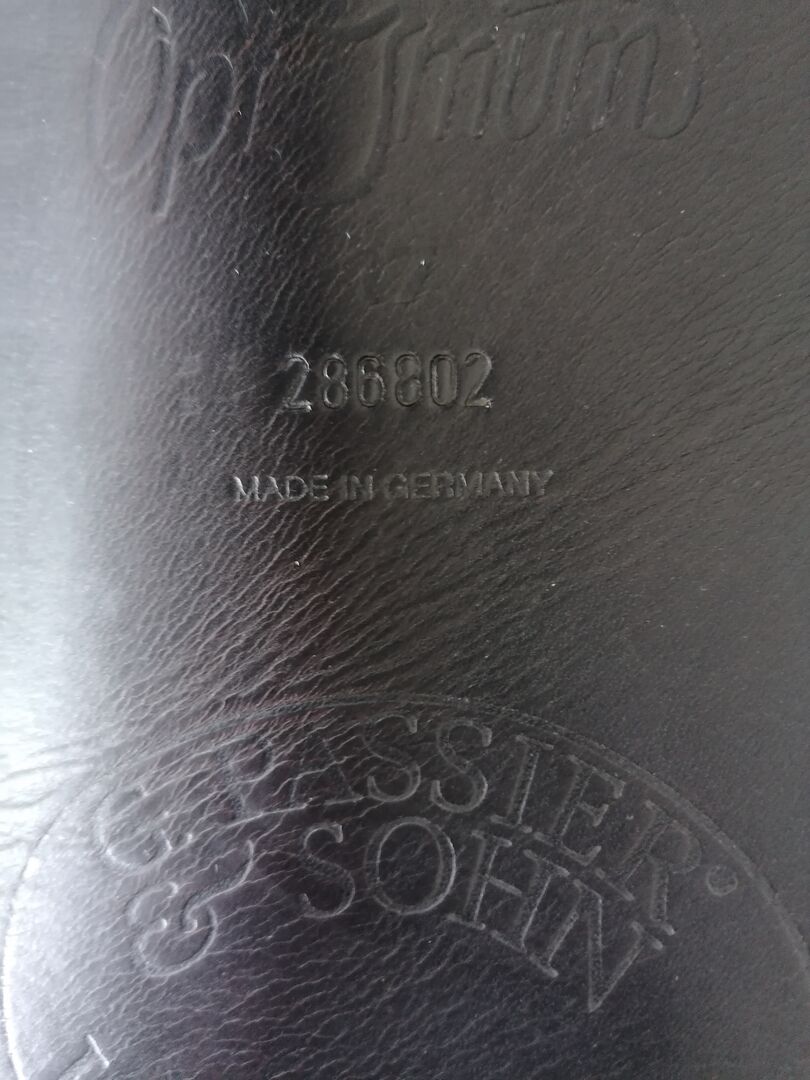 Optimum
286802
MADE IN GERMANY
G. PASSIER®
& SOHN